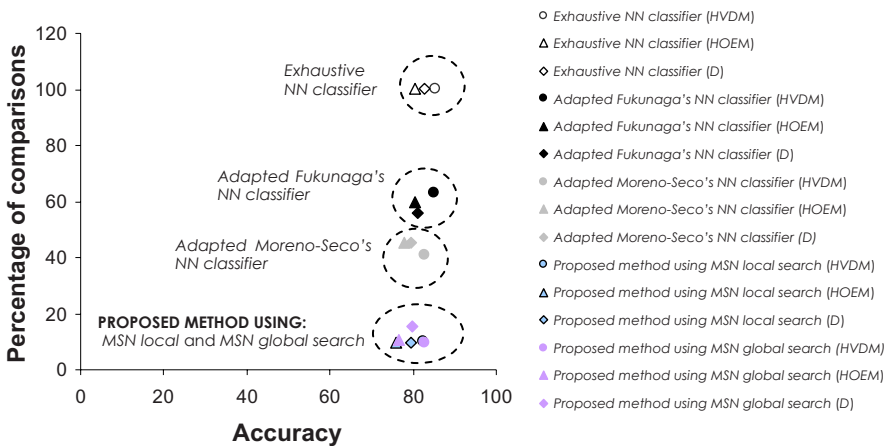 Percentage of comparisons
120
100
80
60
40
20
0
0
20
40
60
80
100
Accuracy
Exhaustive
NN classifier
Adapted Fukunaga's
NN classifier
Adapted Moreno-Seco's
NN classifier
PROPOSED METHOD USING:
MSN local and MSN global search
Exhaustive NN classifier (HVDM)
Exhaustive NN classifier (HOEM)
Exhaustive NN classifier (D)
Adapted Fukunaga's NN classifier (HVDM)
Adapted Fukunaga's NN classifier (HOEM)
Adapted Fukunaga's NN classifier (D)
Adapted Moreno-Seco's NN classifier (HVDM)
Adapted Moreno-Seco's NN classifier (HOEM)
Adapted Moreno-Seco's NN classifier (D)
Proposed method using MSN local search (HVDM)
Proposed method using MSN local search (HOEM)
Proposed method using MSN local search (D)
Proposed method using MSN global search (HVDM)
Proposed method using MSN global search (HOEM)
Proposed method using MSN global search (D)